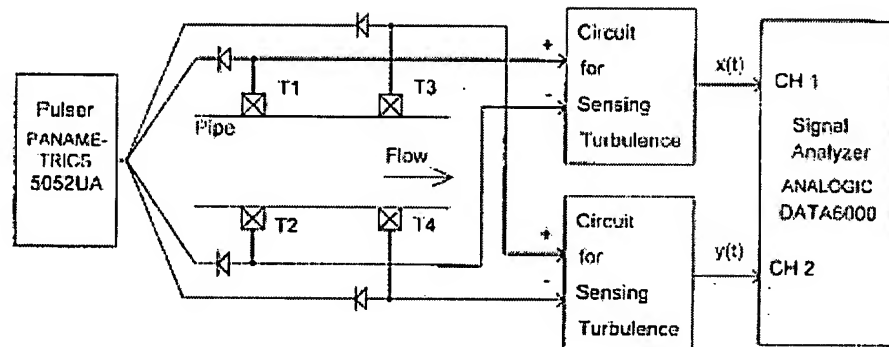 Pulser
PANAME-
TRICS
5052UA
T1
T3
Pipe
Flow
T2
T4
+
-
Circuit
for
Sensing
Turbulence
x(t)
+
-
Circuit
for
Sensing
Turbulence
y(t)
CH 1
Signal
Analyzer
ANALOGIC
DATA6000
CH 2